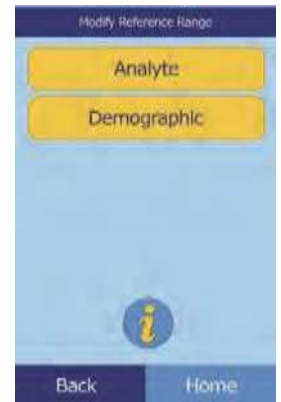 Modify Reference Range
Analyte
Demographic
i
Back
Home